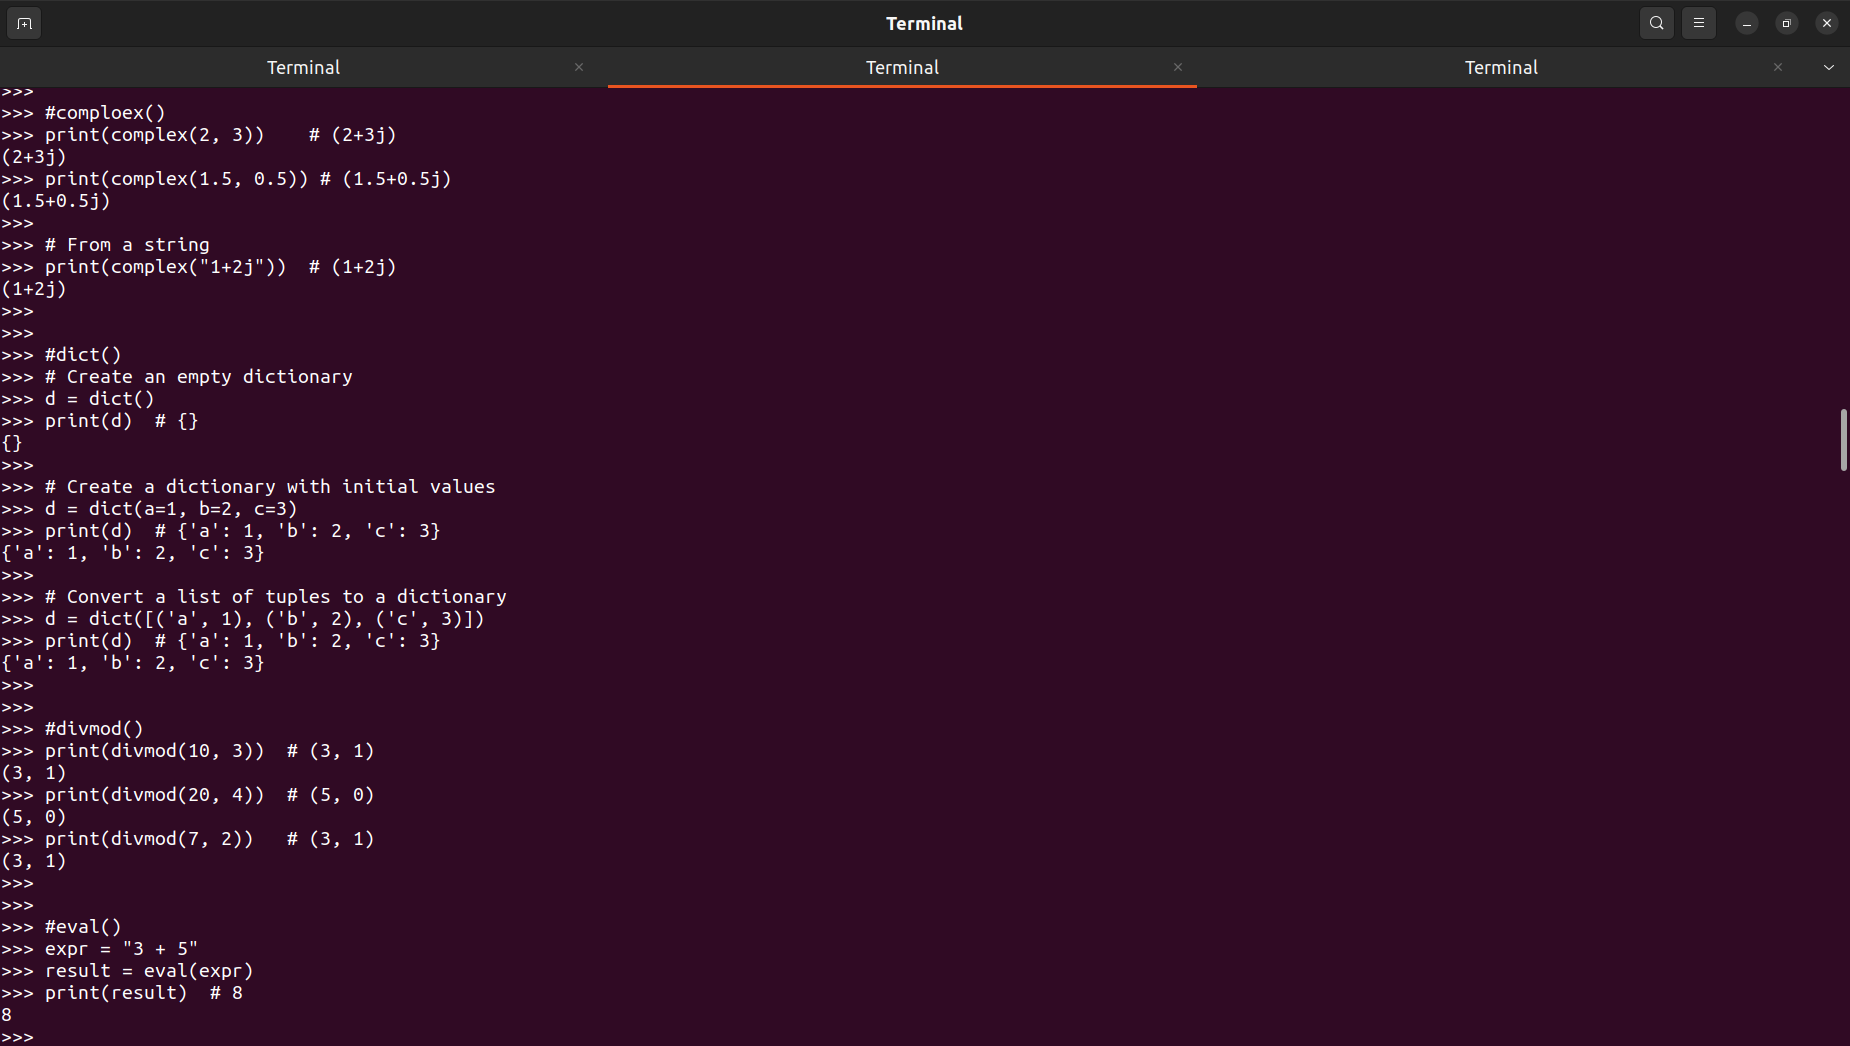 Terminal
Terminal Terminal Terminal
>>>
>>> #comploex()
>>> print(complex(2, 3))    # (2+3j)
(2+3j)
>>> print(complex(1.5, 0.5)) # (1.5+0.5j)
(1.5+0.5j)
>>>
>>> # From a string
>>> print(complex("1+2j"))  # (1+2j)
(1+2j)
>>>
>>>
>>> #dict()
>>> # Create an empty dictionary
>>> d = dict()
>>> print(d)  # {}
{}
>>>
>>> # Create a dictionary with initial values
>>> d = dict(a=1, b=2, c=3)
>>> print(d)  # {'a': 1, 'b': 2, 'c': 3}
{'a': 1, 'b': 2, 'c': 3}
>>>
>>> # Convert a list of tuples to a dictionary
>>> d = dict([('a', 1), ('b', 2), ('c', 3)])
>>> print(d)  # {'a': 1, 'b': 2, 'c': 3}
{'a': 1, 'b': 2, 'c': 3}
>>>
>>>
>>> #divmod()
>>> print(divmod(10, 3))  # (3, 1)
(3, 1)
>>> print(divmod(20, 4))  # (5, 0)
(5, 0)
>>> print(divmod(7, 2))   # (3, 1)
(3, 1)
>>>
>>>
>>> #eval()
>>> expr = "3 + 5"
>>> result = eval(expr)
>>> print(result)  # 8
8
>>>